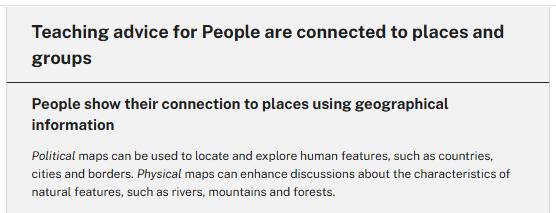 Teaching advice for People are connected to places and
groups
People show their connection to places using geographical
information
Political maps can be used to locate and explore human features, such as countries,
cities and borders. Physical maps can enhance discussions about the characteristics of
natural features, such as rivers, mountains and forests.